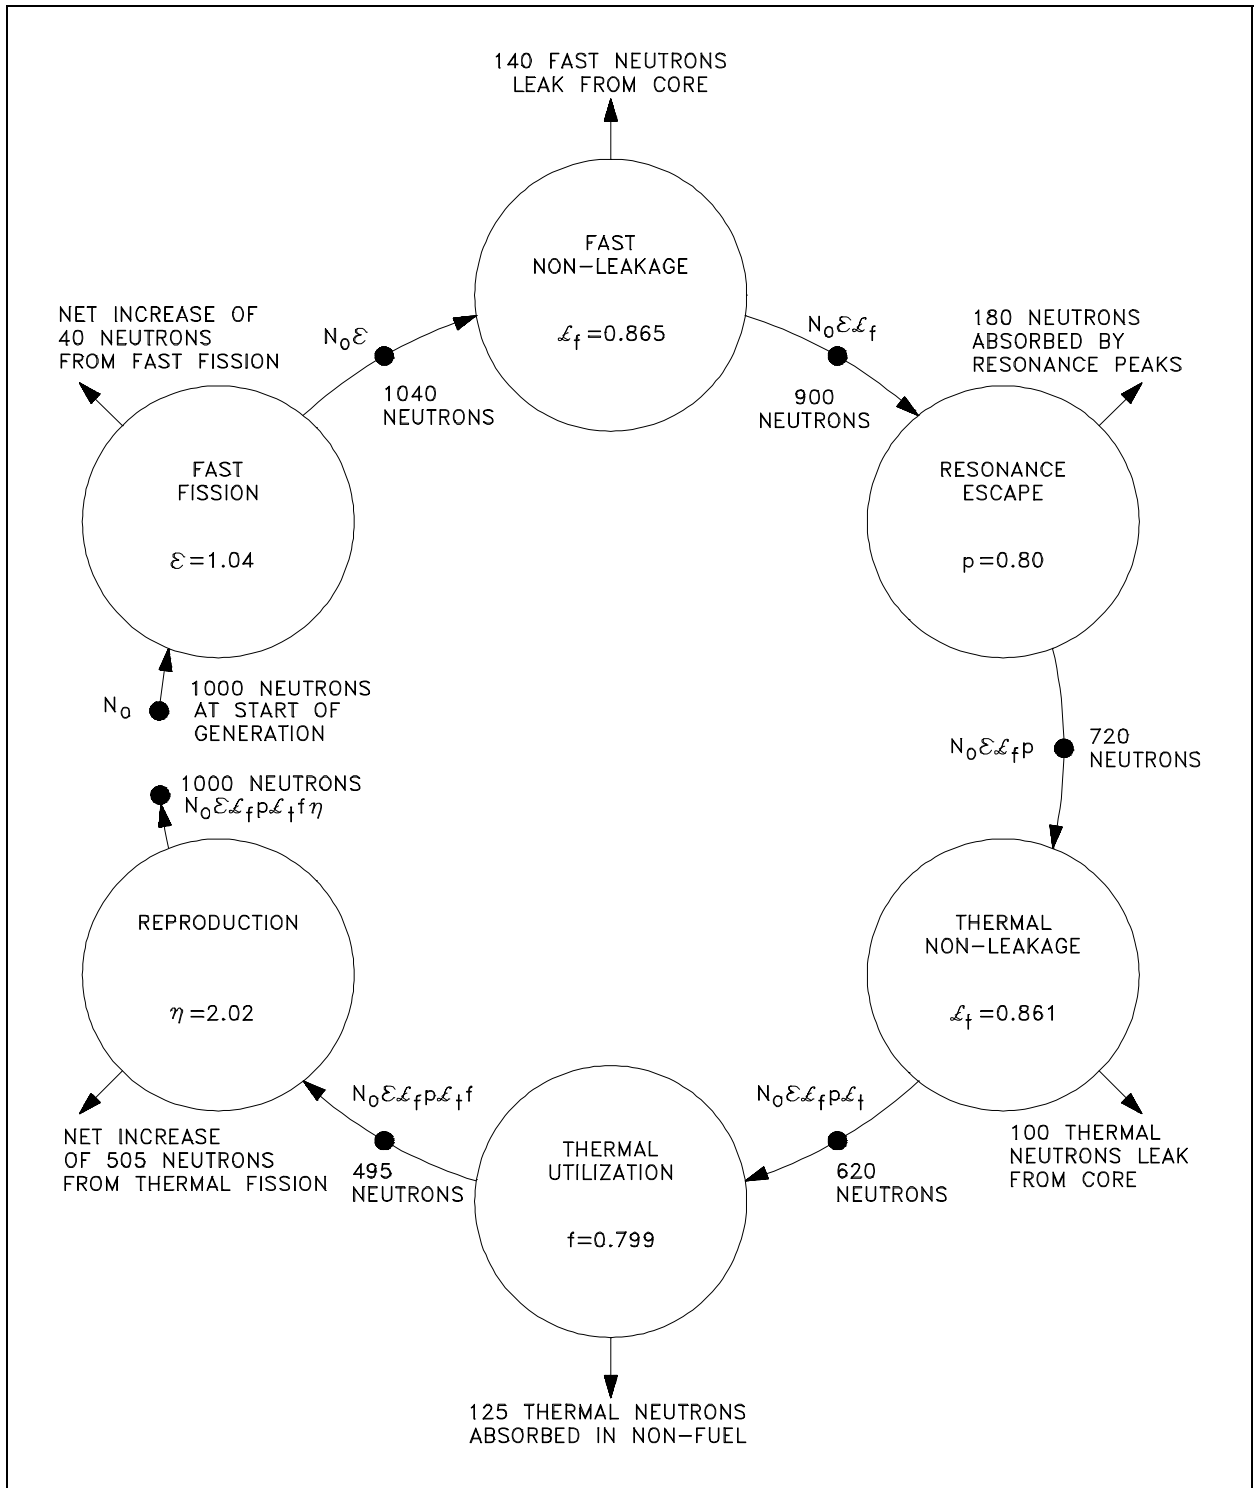 140 FAST NEUTRONS
LEAK FROM CORE
FAST
NON-LEAKAGE
ℒf=0.865
NET INCREASE OF
40 NEUTRONS
FROM FAST FISSION
N₀ℰ
1040
NEUTRONS
N₀ℰℒf
900
NEUTRONS
180 NEUTRONS
ABSORBED BY
RESONANCE PEAKS
FAST
FISSION
ℰ=1.04
RESONANCE
ESCAPE
p=0.80
N₀
1000 NEUTRONS
AT START OF
GENERATION
N₀ℰℒfp
720
NEUTRONS
1000 NEUTRONS
N₀ℰℒfpℒtfη
REPRODUCTION
η=2.02
THERMAL
NON-LEAKAGE
ℒt=0.861
N₀ℰℒfpℒtf
495
NEUTRONS
N₀ℰℒfpℒt
620
NEUTRONS
NET INCREASE
OF 505 NEUTRONS
FROM THERMAL FISSION
THERMAL
UTILIZATION
f=0.799
100 THERMAL
NEUTRONS LEAK
FROM CORE
125 THERMAL NEUTRONS
ABSORBED IN NON-FUEL